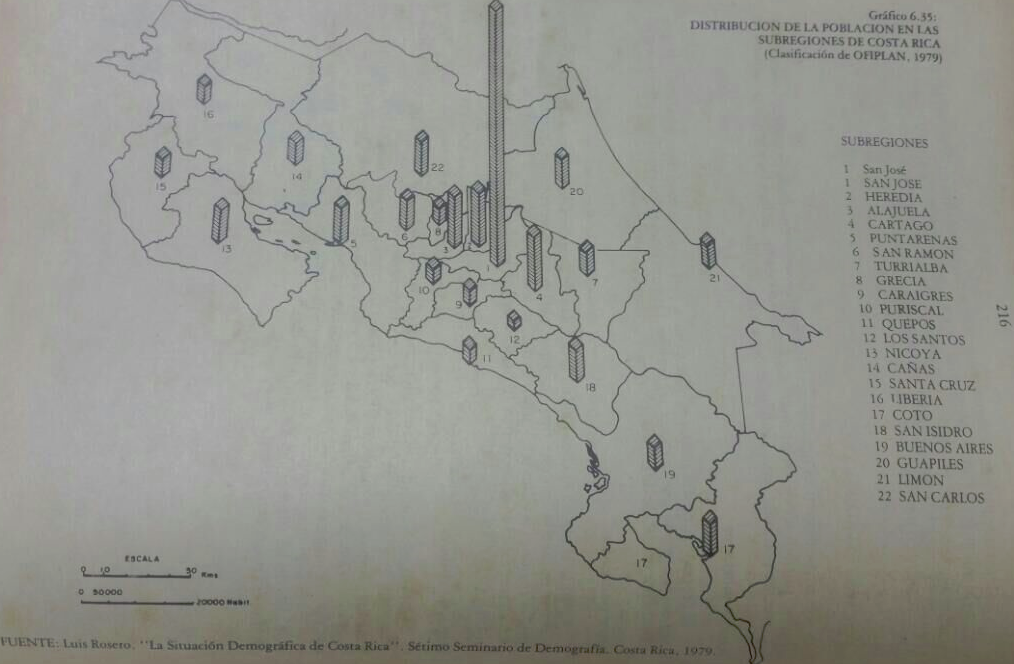 Gráfico 6.35:
DISTRIBUCION DE LA POBLACION EN LAS
SUBREGIONES DE COSTA RICA
(Clasificación de OFIPLAN, 1979)
SUBREGIONES
1 San José
1 SAN JOSE
2 HEREDIA
3 ALAJUELA
4 CARTAGO
5 PUNTARENAS
6 SAN RAMON
7 TURRIALBA
8 GRECIA
9 CARAIGRES
10 PURISCAL
11 QUEPOS
12 LOS SANTOS
13 NICOYA
14 CAÑAS
15 SANTA CRUZ
16 LIBERIA
17 COTO
18 SAN ISIDRO
19 BUENOS AIRES
20 GUAPILES
21 LIMON
22 SAN CARLOS
216
16
15
14
22
20
13
5
6
8
3
1
4
7
21
10
9
12
11
18
19
17
17
ESCALA
0 10 50 Kms
0 50000
20000 Habit.
FUENTE: Luis Rosero, "La Situación Demográfica de Costa Rica". Sétimo Seminario de Demografía, Costa Rica, 1979.